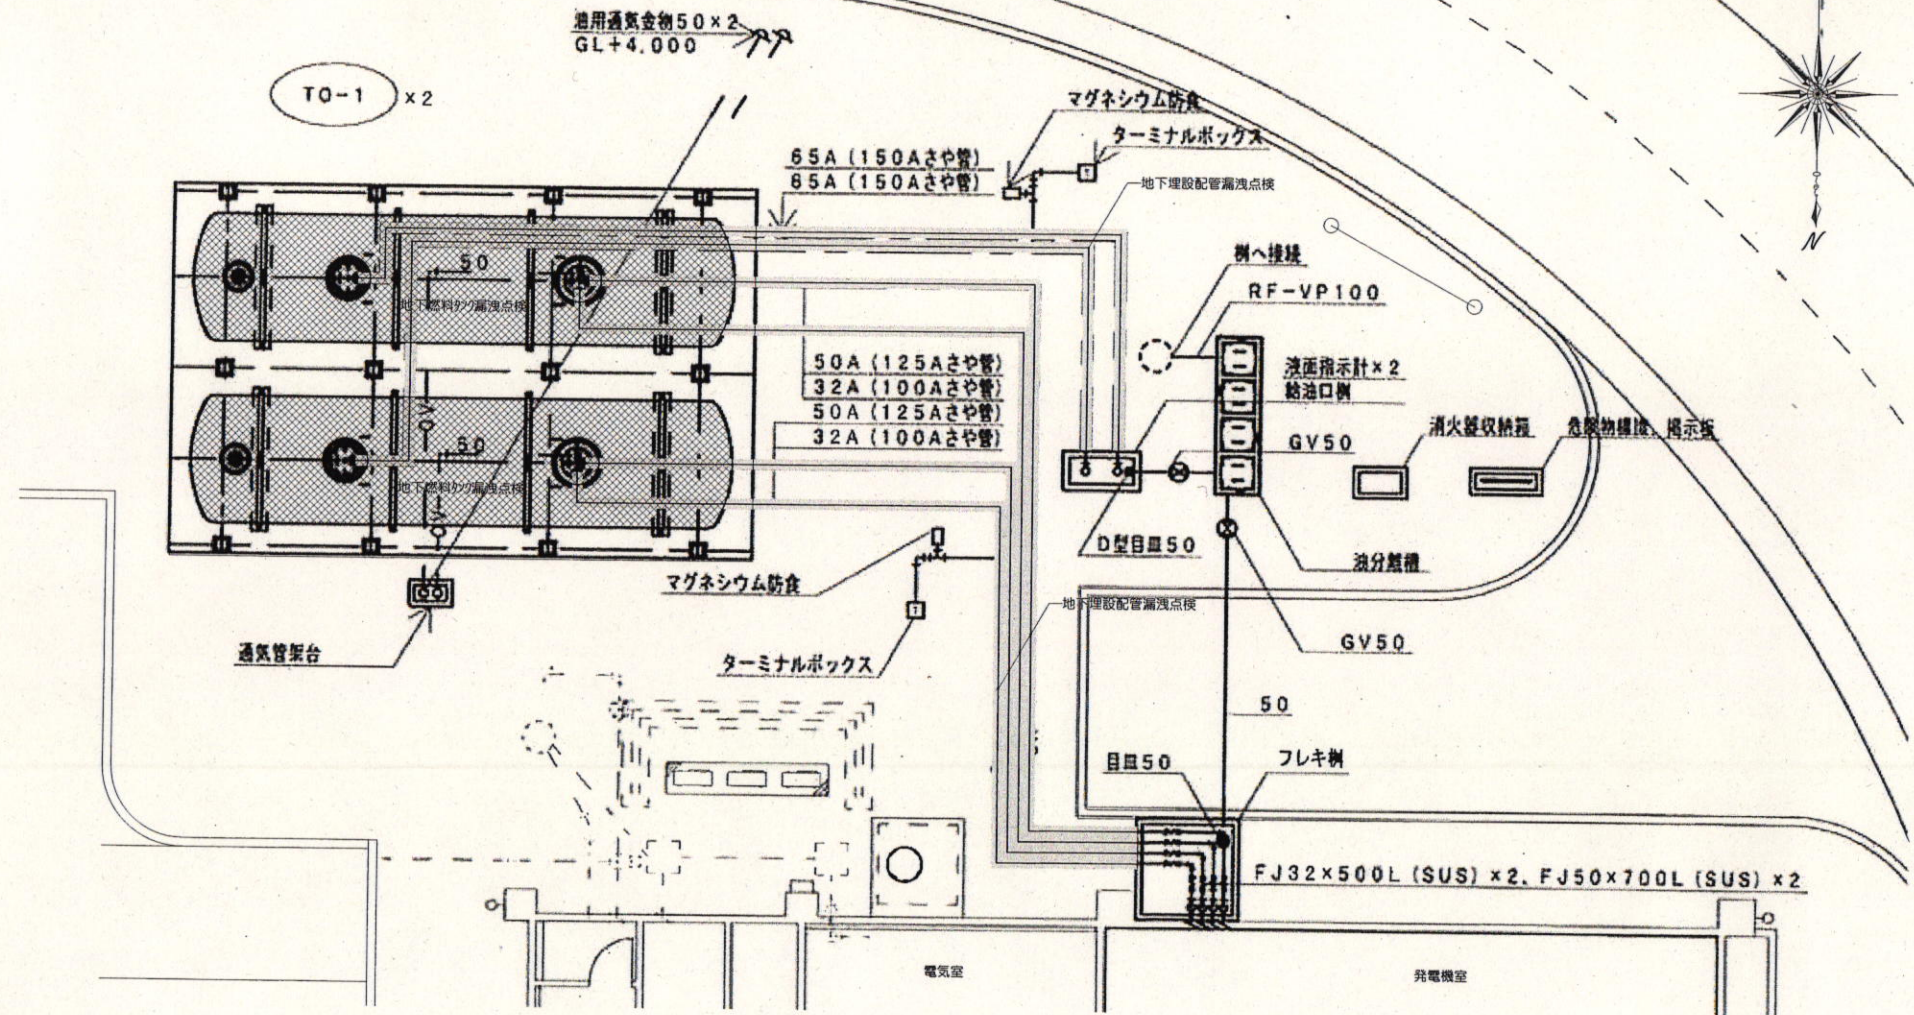 油用通気金物50×2
GL+4.000
TO-1 ×2
マグネシウム防食
ターミナルボックス
65A (150Aさや管)
65A (150Aさや管)
地下埋設配管漏洩点検
50
地下燃料タンク漏洩点検
桝へ接続
RF-VP100
50A (125Aさや管)
32A (100Aさや管)
50A (125Aさや管)
32A (100Aさや管)
液面指示計×2
給油口桝
消火器収納箱
危険物標識、掲示板
GV50
OV
50
地下燃料タンク漏洩点検
OV
D型目皿50
油分離槽
マグネシウム防食
地下埋設配管漏洩点検
GV50
通気管架台
ターミナルボックス
50
目皿50
フレキ桝
FJ32×500L (SUS) ×2. FJ50×700L (SUS) ×2
電気室
発電機室
T
T
N